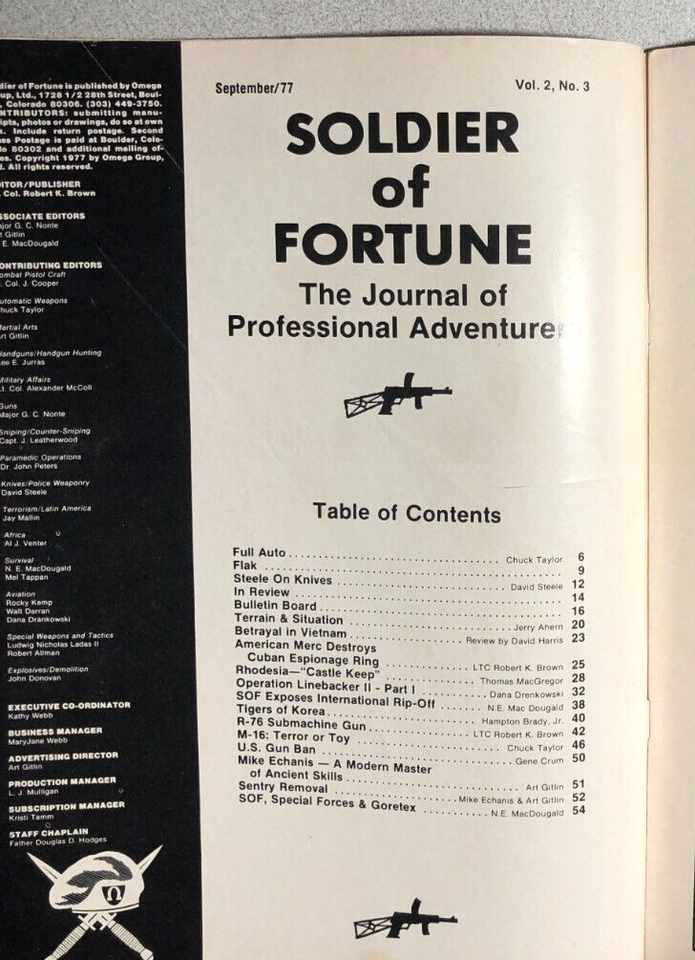 dier of Fortune is published by Omega
up, Ltd., 1728 1/2 28th Street, Boul-
, Colorado 80306. (303) 449-3750.
NTRIBUTORS: submitting manu-
ipts, photos or drawings, do so at own
k. Include return postage. Second
ss Postage is paid at Boulder, Colo-
do 80302 and additional mailing of-
es. Copyright 1977 by Omega Group,
d. All rights reserved.
ITOR/PUBLISHER
Col. Robert K. Brown
SSOCIATE EDITORS
ajor G. C. Nonte
t Gitlin
E. MacDougald
ONTRIBUTING EDITORS
ombat Pistol Craft
. Col. J. Cooper
utomatic Weapons
huck Taylor
Martial Arts
Art Gitlin
Handguns/Handgun Hunting
Lee E. Jurras
Military Affairs
Lt. Col. Alexander McColl
Guns
Major G. C. Nonte
Sniping/Counter-Sniping
Capt. J. Leatherwood
Paramedic Operations
Dr. John Peters
Knives/Police Weaponry
David Steele
Terrorism/Latin America
Jay Mallin
Africa
Al J. Venter
Survival
N. E. MacDougald
Mel Tappan
Aviation
Rocky Kemp
Walt Darran
Dana Drankowski
Special Weapons and Tactics
Ludwig Nicholas Ladas II
Robert Allman
Explosives/Demolition
John Donovan
EXECUTIVE CO-ORDINATOR
Kathy Webb
BUSINESS MANAGER
MaryJane Webb
ADVERTISING DIRECTOR
Art Gitlin
PRODUCTION MANAGER
L. J. Mulligan
SUBSCRIPTION MANAGER
Kristi Tamm
STAFF CHAPLAIN
Father Douglas D. Hodges
Ω
September/77 Vol. 2, No. 3
SOLDIER
of
FORTUNE
The Journal of
Professional Adventurer
Table of Contents
Full Auto Chuck Taylor 6
Flak 9
Steele On Knives David Steele 12
In Review 14
Bulletin Board 16
Terrain & Situation Jerry Ahern 20
Betrayal in Vietnam Review by David Harris 23
American Merc Destroys
Cuban Espionage Ring LTC Robert K. Brown 25
Rhodesia—"Castle Keep" Thomas MacGregor 28
Operation Linebacker II - Part I Dana Drenkowski 32
SOF Exposes International Rip-Off N.E. Mac Dougald 38
Tigers of Korea Hampton Brady, Jr. 40
R-76 Submachine Gun LTC Robert K. Brown 42
M-16: Terror or Toy Chuck Taylor 46
U.S. Gun Ban Gene Crum 50
Mike Echanis — A Modern Master
of Ancient Skills Art Gitlin 51
Sentry Removal Mike Echanis & Art Gitlin 52
SOF, Special Forces & Goretex N.E. MacDougald 54